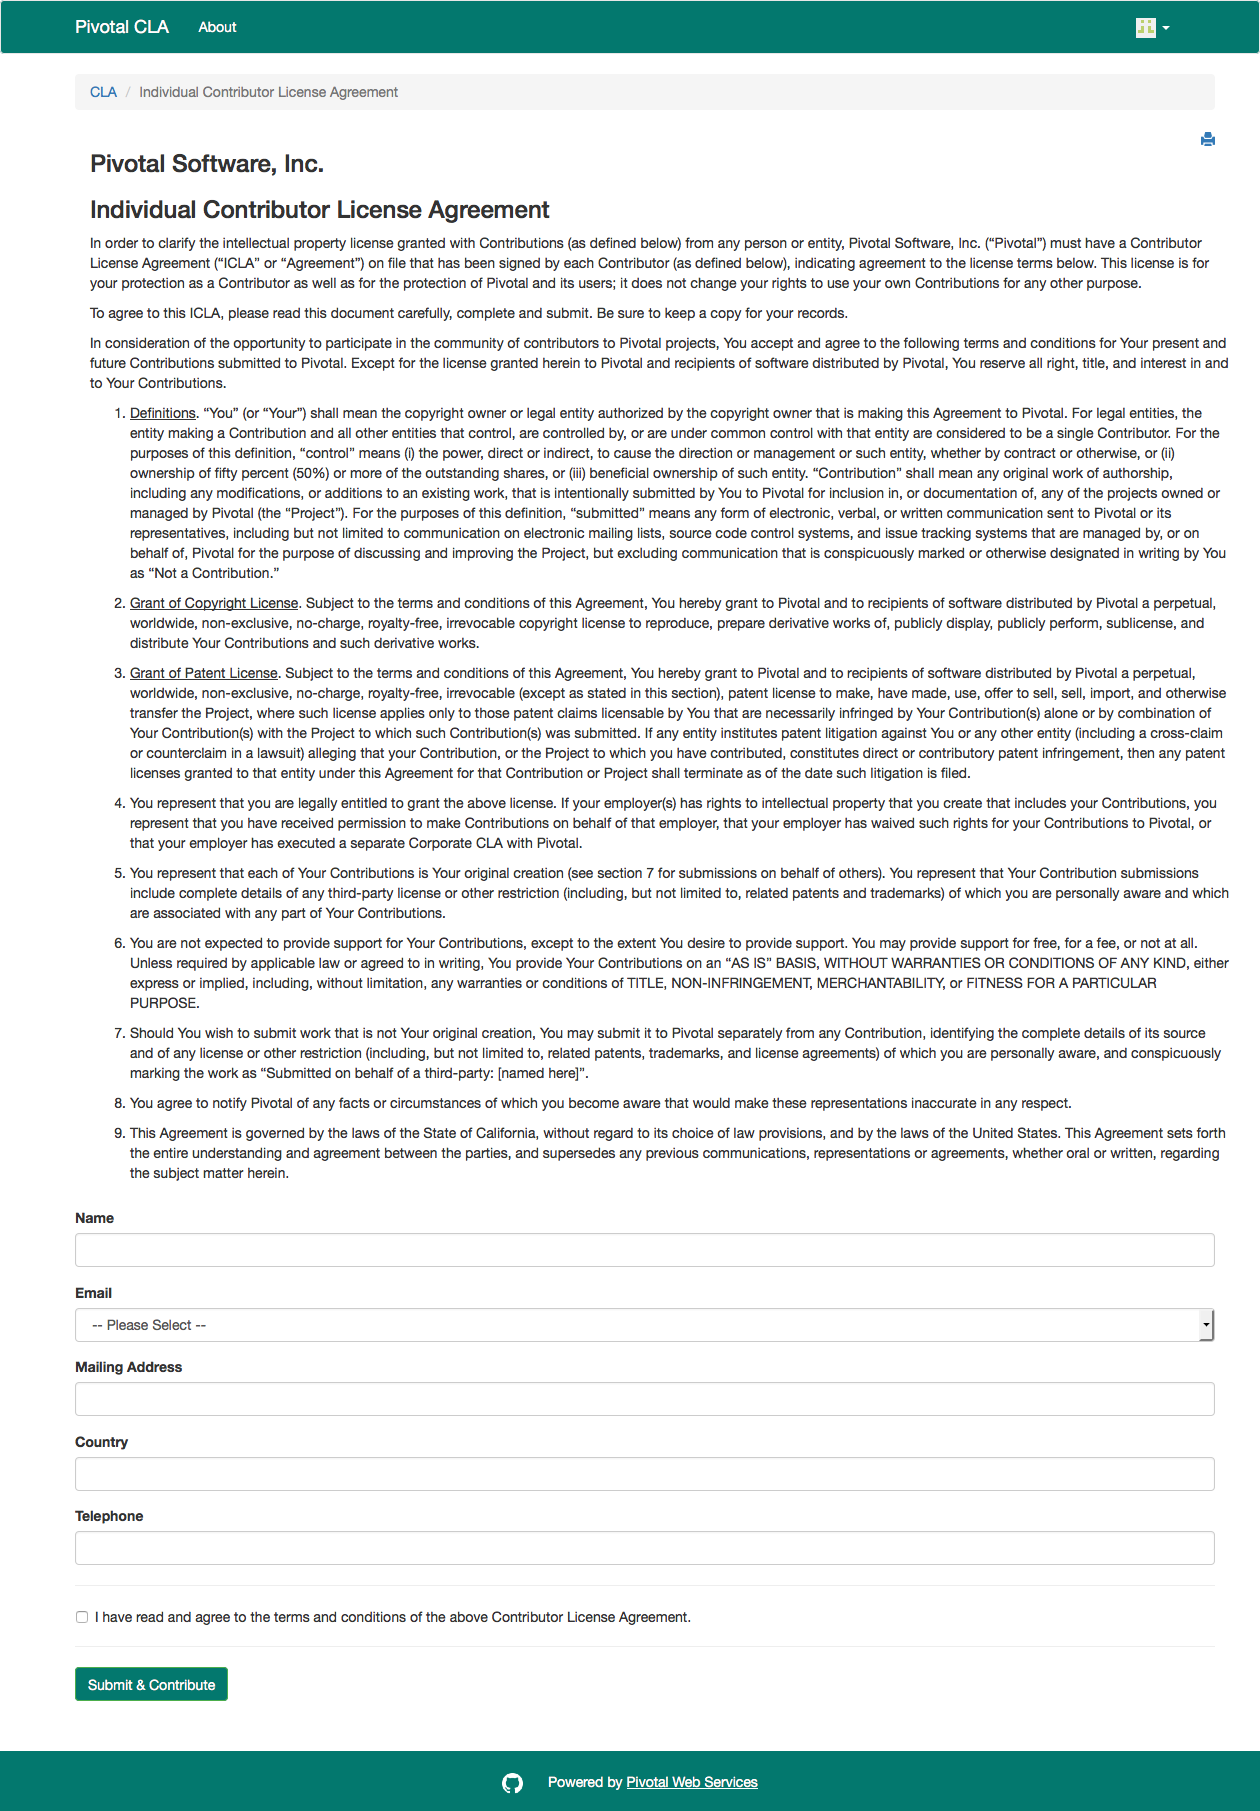 Pivotal CLA About
CLA / Individual Contributor License Agreement
Pivotal Software, Inc.
Individual Contributor License Agreement
In order to clarify the intellectual property license granted with Contributions (as defined below) from any person or entity, Pivotal Software, Inc. (“Pivotal”) must have a Contributor
License Agreement (“ICLA” or “Agreement”) on file that has been signed by each Contributor (as defined below), indicating agreement to the license terms below. This license is for
your protection as a Contributor as well as for the protection of Pivotal and its users; it does not change your rights to use your own Contributions for any other purpose.
To agree to this ICLA, please read this document carefully, complete and submit. Be sure to keep a copy for your records.
In consideration of the opportunity to participate in the community of contributors to Pivotal projects, You accept and agree to the following terms and conditions for Your present and
future Contributions submitted to Pivotal. Except for the license granted herein to Pivotal and recipients of software distributed by Pivotal, You reserve all right, title, and interest in and
to Your Contributions.
1. Definitions. “You” (or “Your”) shall mean the copyright owner or legal entity authorized by the copyright owner that is making this Agreement to Pivotal. For legal entities, the
entity making a Contribution and all other entities that control, are controlled by, or are under common control with that entity are considered to be a single Contributor. For the
purposes of this definition, “control” means (i) the power, direct or indirect, to cause the direction or management or such entity, whether by contract or otherwise, or (ii)
ownership of fifty percent (50%) or more of the outstanding shares, or (iii) beneficial ownership of such entity. “Contribution” shall mean any original work of authorship,
including any modifications, or additions to an existing work, that is intentionally submitted by You to Pivotal for inclusion in, or documentation of, any of the projects owned or
managed by Pivotal (the “Project”). For the purposes of this definition, “submitted” means any form of electronic, verbal, or written communication sent to Pivotal or its
representatives, including but not limited to communication on electronic mailing lists, source code control systems, and issue tracking systems that are managed by, or on
behalf of, Pivotal for the purpose of discussing and improving the Project, but excluding communication that is conspicuously marked or otherwise designated in writing by You
as “Not a Contribution.”
2. Grant of Copyright License. Subject to the terms and conditions of this Agreement, You hereby grant to Pivotal and to recipients of software distributed by Pivotal a perpetual,
worldwide, non-exclusive, no-charge, royalty-free, irrevocable copyright license to reproduce, prepare derivative works of, publicly display, publicly perform, sublicense, and
distribute Your Contributions and such derivative works.
3. Grant of Patent License. Subject to the terms and conditions of this Agreement, You hereby grant to Pivotal and to recipients of software distributed by Pivotal a perpetual,
worldwide, non-exclusive, no-charge, royalty-free, irrevocable (except as stated in this section), patent license to make, have made, use, offer to sell, sell, import, and otherwise
transfer the Project, where such license applies only to those patent claims licensable by You that are necessarily infringed by Your Contribution(s) alone or by combination of
Your Contribution(s) with the Project to which such Contribution(s) was submitted. If any entity institutes patent litigation against You or any other entity (including a cross-claim
or counterclaim in a lawsuit) alleging that your Contribution, or the Project to which you have contributed, constitutes direct or contributory patent infringement, then any patent
licenses granted to that entity under this Agreement for that Contribution or Project shall terminate as of the date such litigation is filed.
4. You represent that you are legally entitled to grant the above license. If your employer(s) has rights to intellectual property that you create that includes your Contributions, you
represent that you have received permission to make Contributions on behalf of that employer, that your employer has waived such rights for your Contributions to Pivotal, or
that your employer has executed a separate Corporate CLA with Pivotal.
5. You represent that each of Your Contributions is Your original creation (see section 7 for submissions on behalf of others). You represent that Your Contribution submissions
include complete details of any third-party license or other restriction (including, but not limited to, related patents and trademarks) of which you are personally aware and which
are associated with any part of Your Contributions.
6. You are not expected to provide support for Your Contributions, except to the extent You desire to provide support. You may provide support for free, for a fee, or not at all.
Unless required by applicable law or agreed to in writing, You provide Your Contributions on an “AS IS” BASIS, WITHOUT WARRANTIES OR CONDITIONS OF ANY KIND, either
express or implied, including, without limitation, any warranties or conditions of TITLE, NON-INFRINGEMENT, MERCHANTABILITY, or FITNESS FOR A PARTICULAR
PURPOSE.
7. Should You wish to submit work that is not Your original creation, You may submit it to Pivotal separately from any Contribution, identifying the complete details of its source
and of any license or other restriction (including, but not limited to, related patents, trademarks, and license agreements) of which you are personally aware, and conspicuously
marking the work as “Submitted on behalf of a third-party: [named here]”.
8. You agree to notify Pivotal of any facts or circumstances of which you become aware that would make these representations inaccurate in any respect.
9. This Agreement is governed by the laws of the State of California, without regard to its choice of law provisions, and by the laws of the United States. This Agreement sets forth
the entire understanding and agreement between the parties, and supersedes any previous communications, representations or agreements, whether oral or written, regarding
the subject matter herein.
Name
Email
-- Please Select --
Mailing Address
Country
Telephone
I have read and agree to the terms and conditions of the above Contributor License Agreement.
Submit & Contribute
Powered by Pivotal Web Services